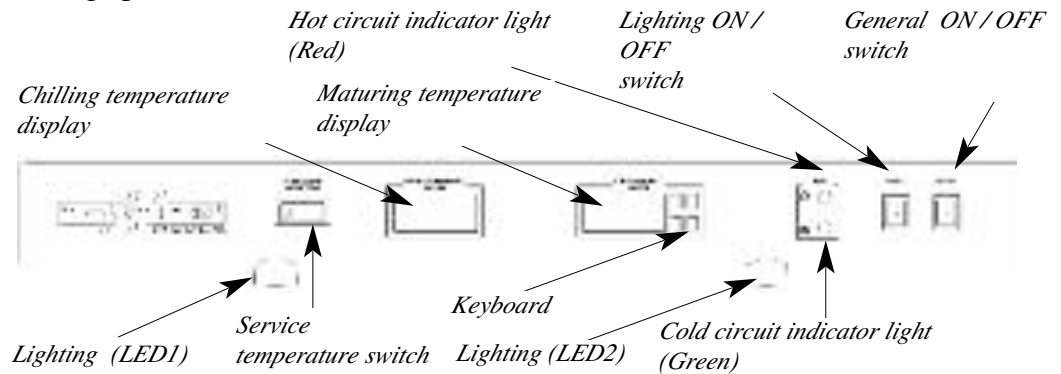 Hot circuit indicator light
(Red)
Lighting ON /
OFF
switch
General ON / OFF
switch
Chilling temperature
display
Maturing temperature
display
Keyboard
Service
temperature switch
Lighting (LED1)
Lighting (LED2)
Cold circuit indicator light
(Green)